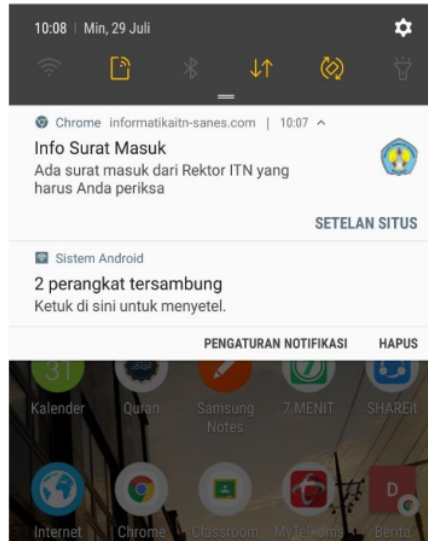 10:08 | Min, 29 Juli
Chrome informatikaitn-sanes.com | 10:07
Info Surat Masuk
Ada surat masuk dari Rektor ITN yang
harus Anda periksa
SETELAN SITUS
Sistem Android
2 perangkat tersambung
Ketuk di sini untuk menyetel.
PENGATURAN NOTIFIKASI HAPUS
31
Kalender Quran Samsung Notes 7 MENIT SHAREit
D
Internet Chrome Classroom MyTelkoms Berita